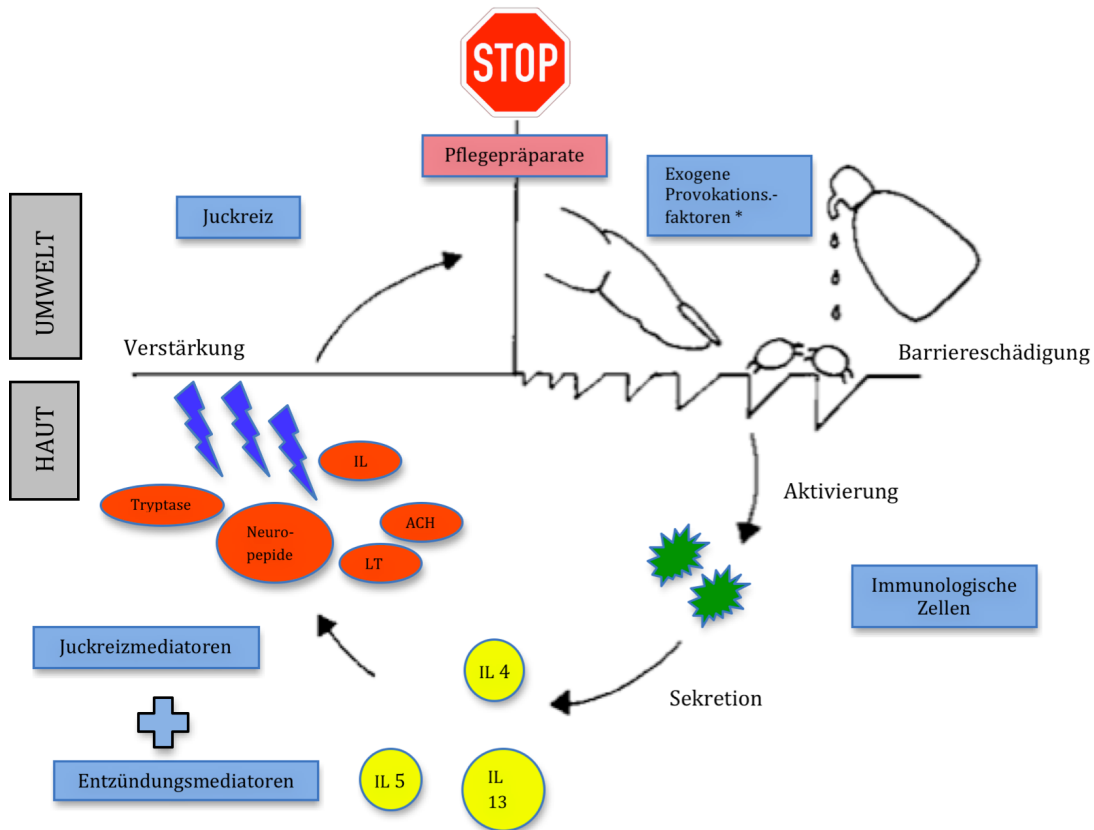 STOP
Pflegepräparate
Exogene
Provokations.-
faktoren *
Juckreiz
UMWELT
Verstärkung
Barriereschädigung
HAUT
IL
Tryptase
ACH
Neuro-
pepide
LT
Aktivierung
Immunologische
Zellen
Juckreizmediatoren
IL 4
Sekretion
Entzündungsmediatoren
IL 5
IL
13